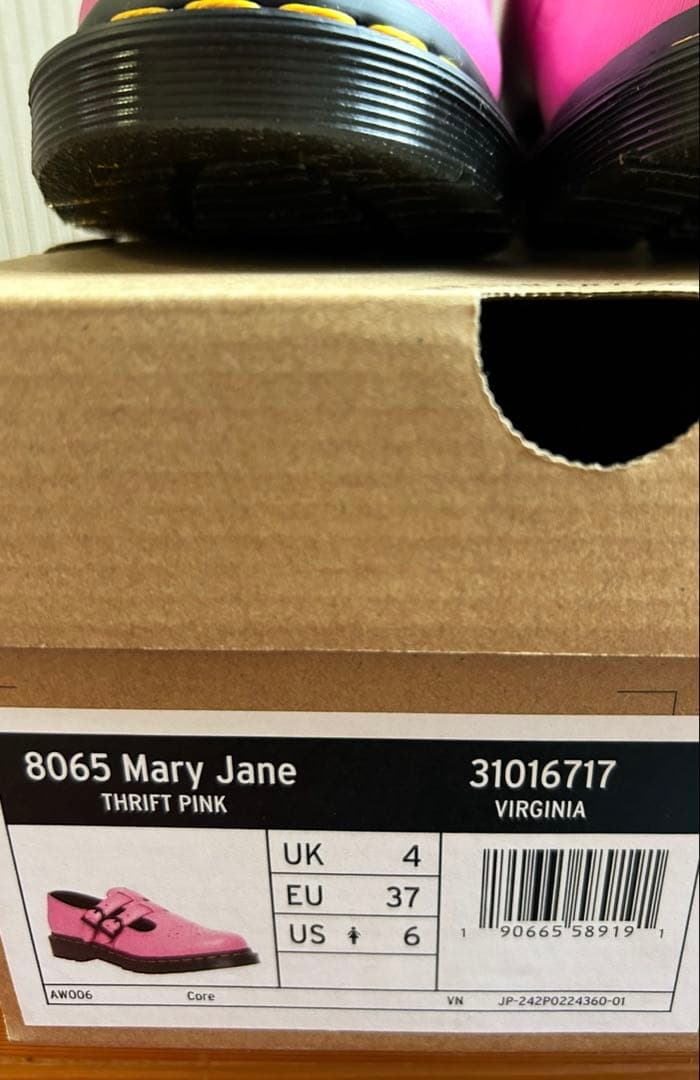 8065 Mary Jane
THRIFT PINK
31016717
VIRGINIA
UK 4
EU 37
US 6
1 90665 58919 1
AW006 Core VN JP-242P0224360-01